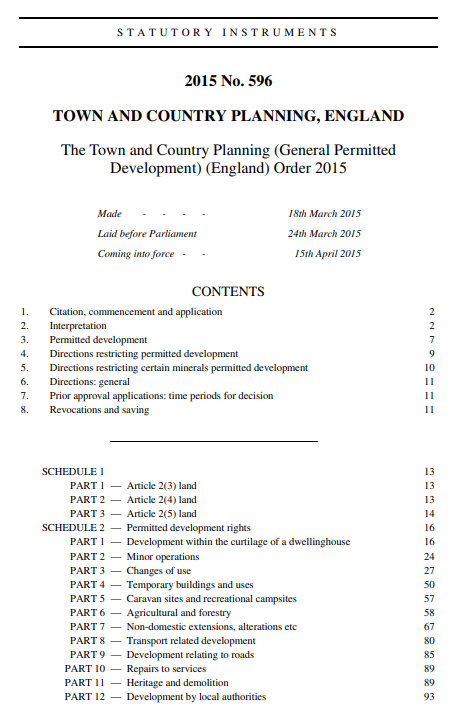 STATUTORY INSTRUMENTS
2015 No. 596
TOWN AND COUNTRY PLANNING, ENGLAND
The Town and Country Planning (General Permitted
Development) (England) Order 2015
Made - - - - 18th March 2015
Laid before Parliament 24th March 2015
Coming into force - - 15th April 2015
CONTENTS
1. Citation, commencement and application 2
2. Interpretation 2
3. Permitted development 7
4. Directions restricting permitted development 9
5. Directions restricting certain minerals permitted development 10
6. Directions: general 11
7. Prior approval applications: time periods for decision 11
8. Revocations and saving 11
SCHEDULE 1 13
PART 1 — Article 2(3) land 13
PART 2 — Article 2(4) land 13
PART 3 — Article 2(5) land 14
SCHEDULE 2 — Permitted development rights 16
PART 1 — Development within the curtilage of a dwellinghouse 16
PART 2 — Minor operations 24
PART 3 — Changes of use 27
PART 4 — Temporary buildings and uses 50
PART 5 — Caravan sites and recreational campsites 57
PART 6 — Agricultural and forestry 58
PART 7 — Non-domestic extensions, alterations etc 67
PART 8 — Transport related development 80
PART 9 — Development relating to roads 85
PART 10 — Repairs to services 89
PART 11 — Heritage and demolition 89
PART 12 — Development by local authorities 93